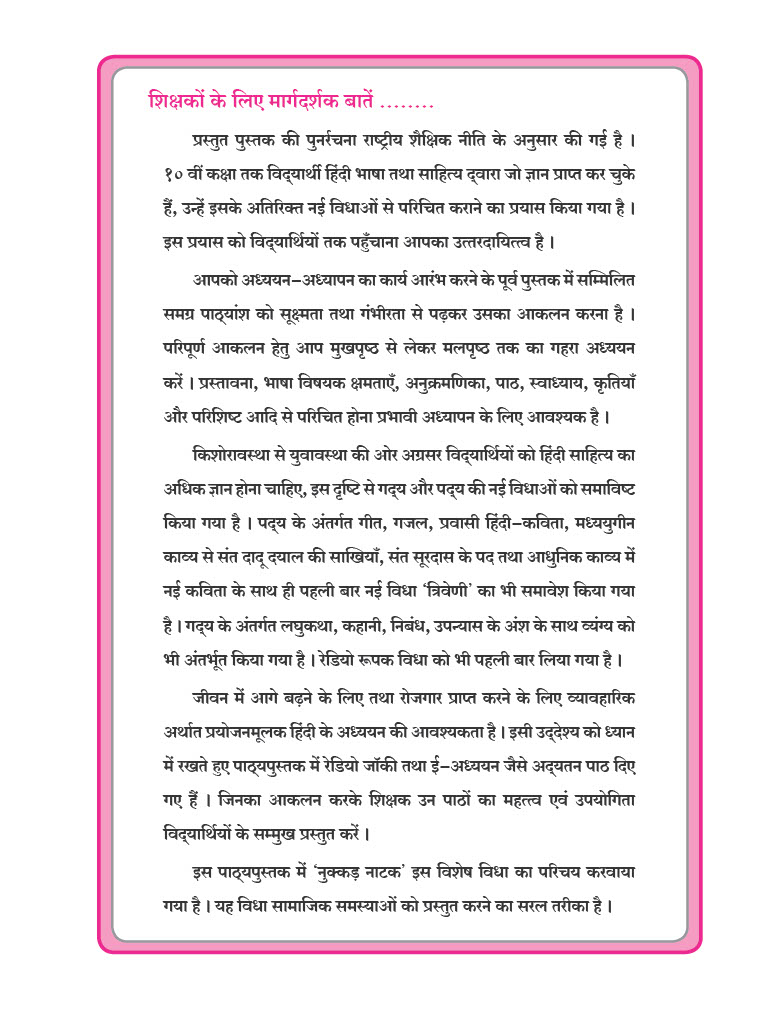 शिक्षकों के लिए मार्गदर्शक बातें ........
प्रस्तुत पुस्तक की पुनर्रचना राष्ट्रीय शैक्षिक नीति के अनुसार की गई है ।
१० वीं कक्षा तक विद्‌यार्थी हिंदी भाषा तथा साहित्य द्‌वारा जो ज्ञान प्राप्त कर चुके
हैं, उन्हें इसके अतिरिक्त नई विधाओं से परिचित कराने का प्रयास किया गया है ।
इस प्रयास को विद्‌यार्थियों तक पहुँचाना आपका उत्तरदायित्त्व है ।
आपको अध्ययन-अध्यापन का कार्य आरंभ करने के पूर्व पुस्तक में सम्मिलित
समग्र पाठ्‌यांश को सूक्ष्मता तथा गंभीरता से पढ़कर उसका आकलन करना है ।
परिपूर्ण आकलन हेतु आप मुखपृष्ठ से लेकर मलपृष्ठ तक का गहरा अध्ययन
करें । प्रस्तावना, भाषा विषयक क्षमताएँ, अनुक्रमणिका, पाठ, स्वाध्याय, कृतियाँ
और परिशिष्ट आदि से परिचित होना प्रभावी अध्यापन के लिए आवश्यक है ।
किशोरावस्था से युवावस्था की ओर अग्रसर विद्‌यार्थियों को हिंदी साहित्य का
अधिक ज्ञान होना चाहिए, इस दृष्टि से गद्‌य और पद्‌य की नई विधाओं को समाविष्ट
किया गया है । पद्‌य के अंतर्गत गीत, गजल, प्रवासी हिंदी-कविता, मध्ययुगीन
काव्य से संत दादू दयाल की साखियाँ, संत सूरदास के पद तथा आधुनिक काव्य में
नई कविता के साथ ही पहली बार नई विधा ‘त्रिवेणी’ का भी समावेश किया गया
है । गद्‌य के अंतर्गत लघुकथा, कहानी, निबंध, उपन्यास के अंश के साथ व्यंग्य को
भी अंतर्भूत किया गया है । रेडियो रूपक विधा को भी पहली बार लिया गया है ।
जीवन में आगे बढ़ने के लिए तथा रोजगार प्राप्त करने के लिए व्यावहारिक
अर्थात प्रयोजनमूलक हिंदी के अध्ययन की आवश्यकता है । इसी उद्‌देश्य को ध्यान
में रखते हुए पाठ्‌यपुस्तक में रेडियो जॉकी तथा ई-अध्ययन जैसे अद्‌यतन पाठ दिए
गए हैं । जिनका आकलन करके शिक्षक उन पाठों का महत्त्व एवं उपयोगिता
विद्‌यार्थियों के सम्मुख प्रस्तुत करें ।
इस पाठ्‌यपुस्तक में ‘नुक्कड़ नाटक’ इस विशेष विधा का परिचय करवाया
गया है । यह विधा सामाजिक समस्याओं को प्रस्तुत करने का सरल तरीका है ।